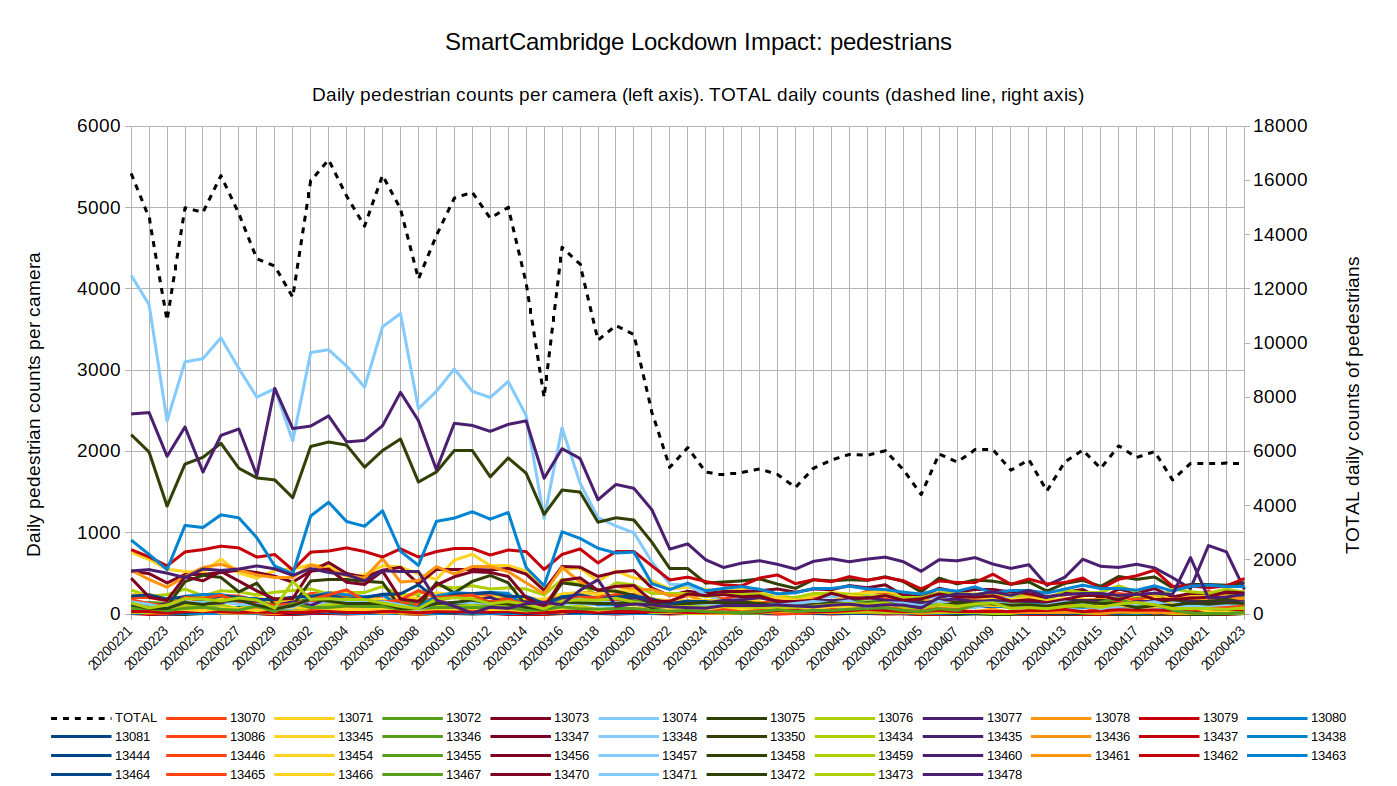 SmartCambridge Lockdown Impact: pedestrians
Daily pedestrian counts per camera (left axis). TOTAL daily counts (dashed line, right axis)
Daily pedestrian counts per camera
6000
5000
4000
3000
2000
1000
0
18000
16000
14000
12000
10000
8000
6000
4000
2000
0
TOTAL daily counts of pedestrians
20200221 20200223 20200225 20200227 20200229 20200302 20200304 20200306 20200308 20200310 20200312 20200314 20200316 20200318 20200320 20200322 20200324 20200326 20200328 20200330 20200401 20200403 20200405 20200407 20200409 20200411 20200413 20200415 20200417 20200419 20200421 20200423
TOTAL 13070 13071 13072 13073 13074 13075 13076 13077 13078 13079 13080
13081 13086 13345 13346 13347 13348 13350 13434 13435 13436 13437 13438
13444 13446 13454 13455 13456 13457 13458 13459 13460 13461 13462 13463
13464 13465 13466 13467 13470 13471 13472 13473 13478